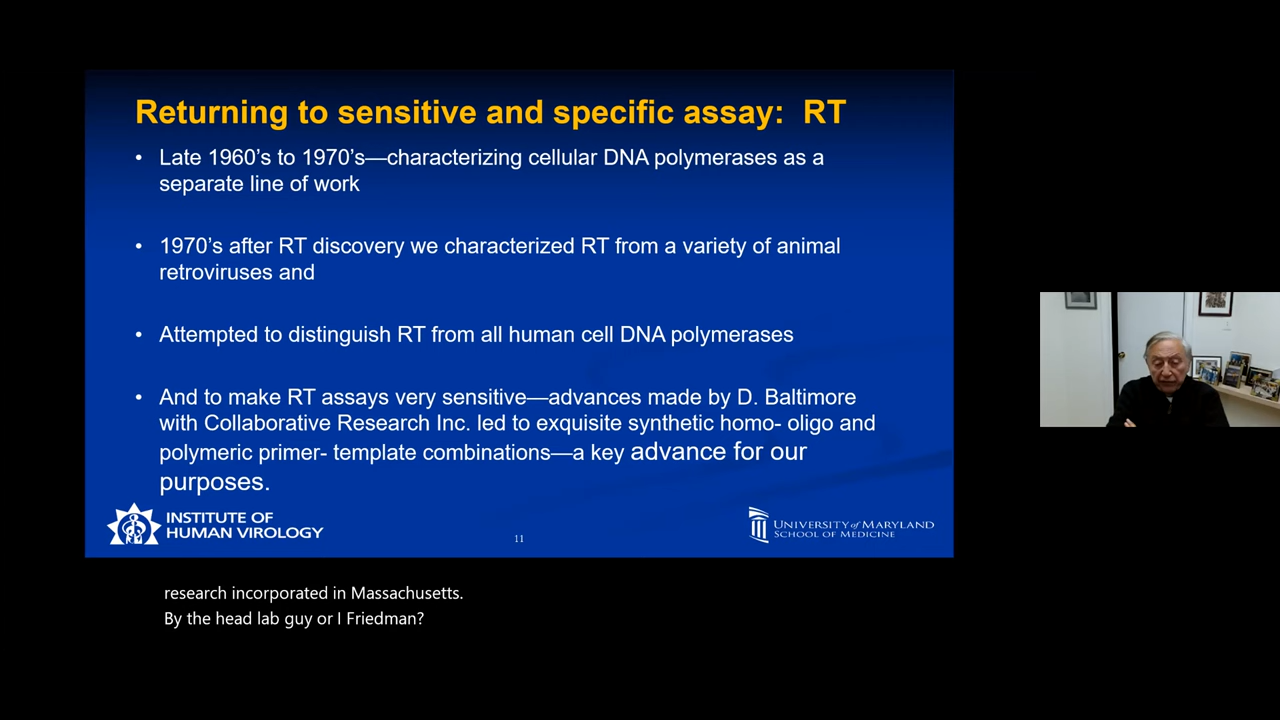 Returning to sensitive and specific assay: RT
• Late 1960's to 1970's—characterizing cellular DNA polymerases as a
separate line of work
• 1970's after RT discovery we characterized RT from a variety of animal
retroviruses and
• Attempted to distinguish RT from all human cell DNA polymerases
• And to make RT assays very sensitive—advances made by D. Baltimore
with Collaborative Research Inc. led to exquisite synthetic homo- oligo and
polymeric primer- template combinations—a key advance for our
purposes.
INSTITUTE OF
HUMAN VIROLOGY
11
UNIVERSITY of MARYLAND
SCHOOL OF MEDICINE
research incorporated in Massachusetts.
By the head lab guy or I Friedman?